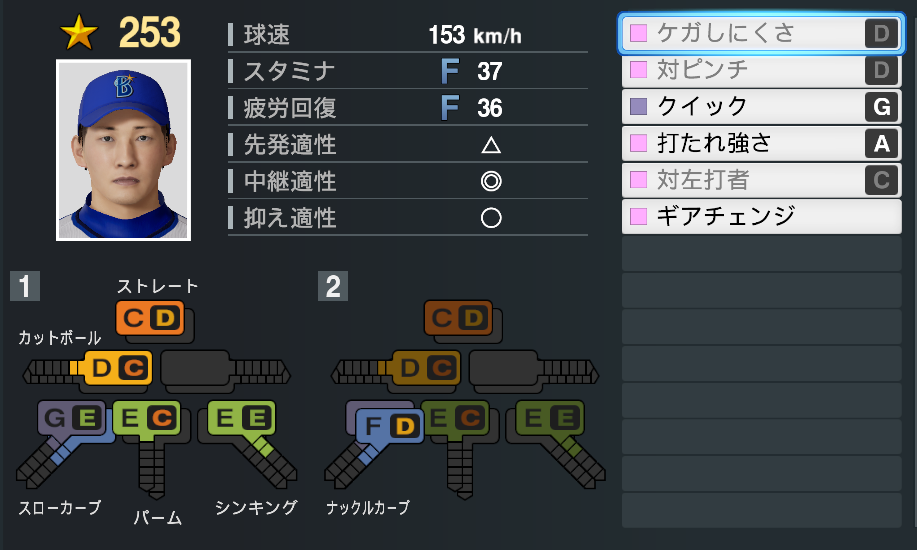 253
球速 153 km/h
スタミナ F 37
疲労回復 F 36
先発適性 △
中継適性 ◎
抑え適性 ○
ケガしにくさ D
対ピンチ D
クイック G
打たれ強さ A
対左打者 C
ギアチェンジ
B
1
ストレート
C D
カットボール
D C
G E
E C
E E
スローカーブ
パーム
シンキング
2
C D
D C
F D
E C
E E
ナックルカーブ